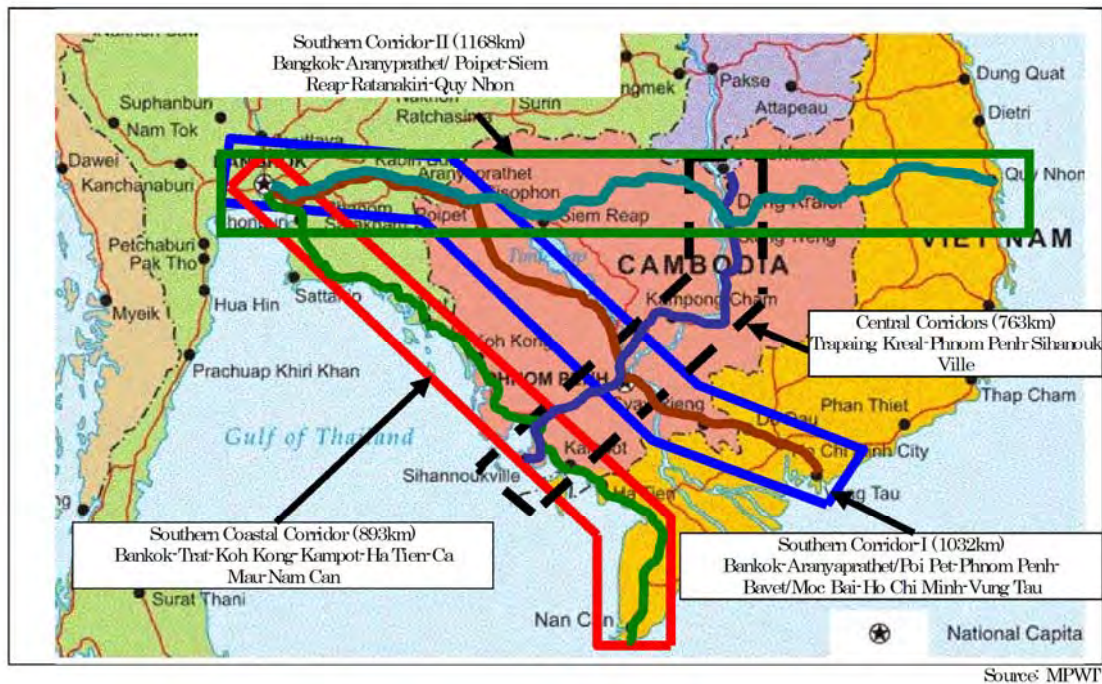 Southern Corridor-II (1168km)
Bangkok-Aranyprathet/ Poipet-Siem
Reap-Ratanakiri-Quy Nhon
Pakse
Dung Quat
Attapeau
Dietri
Suphanburi
Surin
Ratchasima
Nam Tok
Dawei
Kanchanaburi
Aranyaprathet
Quy Nhon
Poipet
Siem Reap
Petchaburi
Pak Tho
VIET NAM
CAMBODIA
Hua Hin
Myeik
Kampong Cham
Koh Kong
Central Corridors (763km)
Trapaing Kreal-Phnom Penh-Sihanouk
Ville
Prachuap Khiri Khan
PHNOM PENH
Thap Cham
Phan Thiet
Gulf of Thailand
Sihannoukville
Southern Coastal Corridor (893km)
Bankok-Trat-Koh Kong-Kampot-Ha Tien-Ca
Mau-Nam Can
Southern Corridor-I (1032km)
Bankok-Aranyaprathet/Poi Pet-Phnom Penh-
Bavet/Moc Bai-Ho Chi Minh-Vung Tau
Surat Thani
Nan Can
National Capita
Source: MPWT